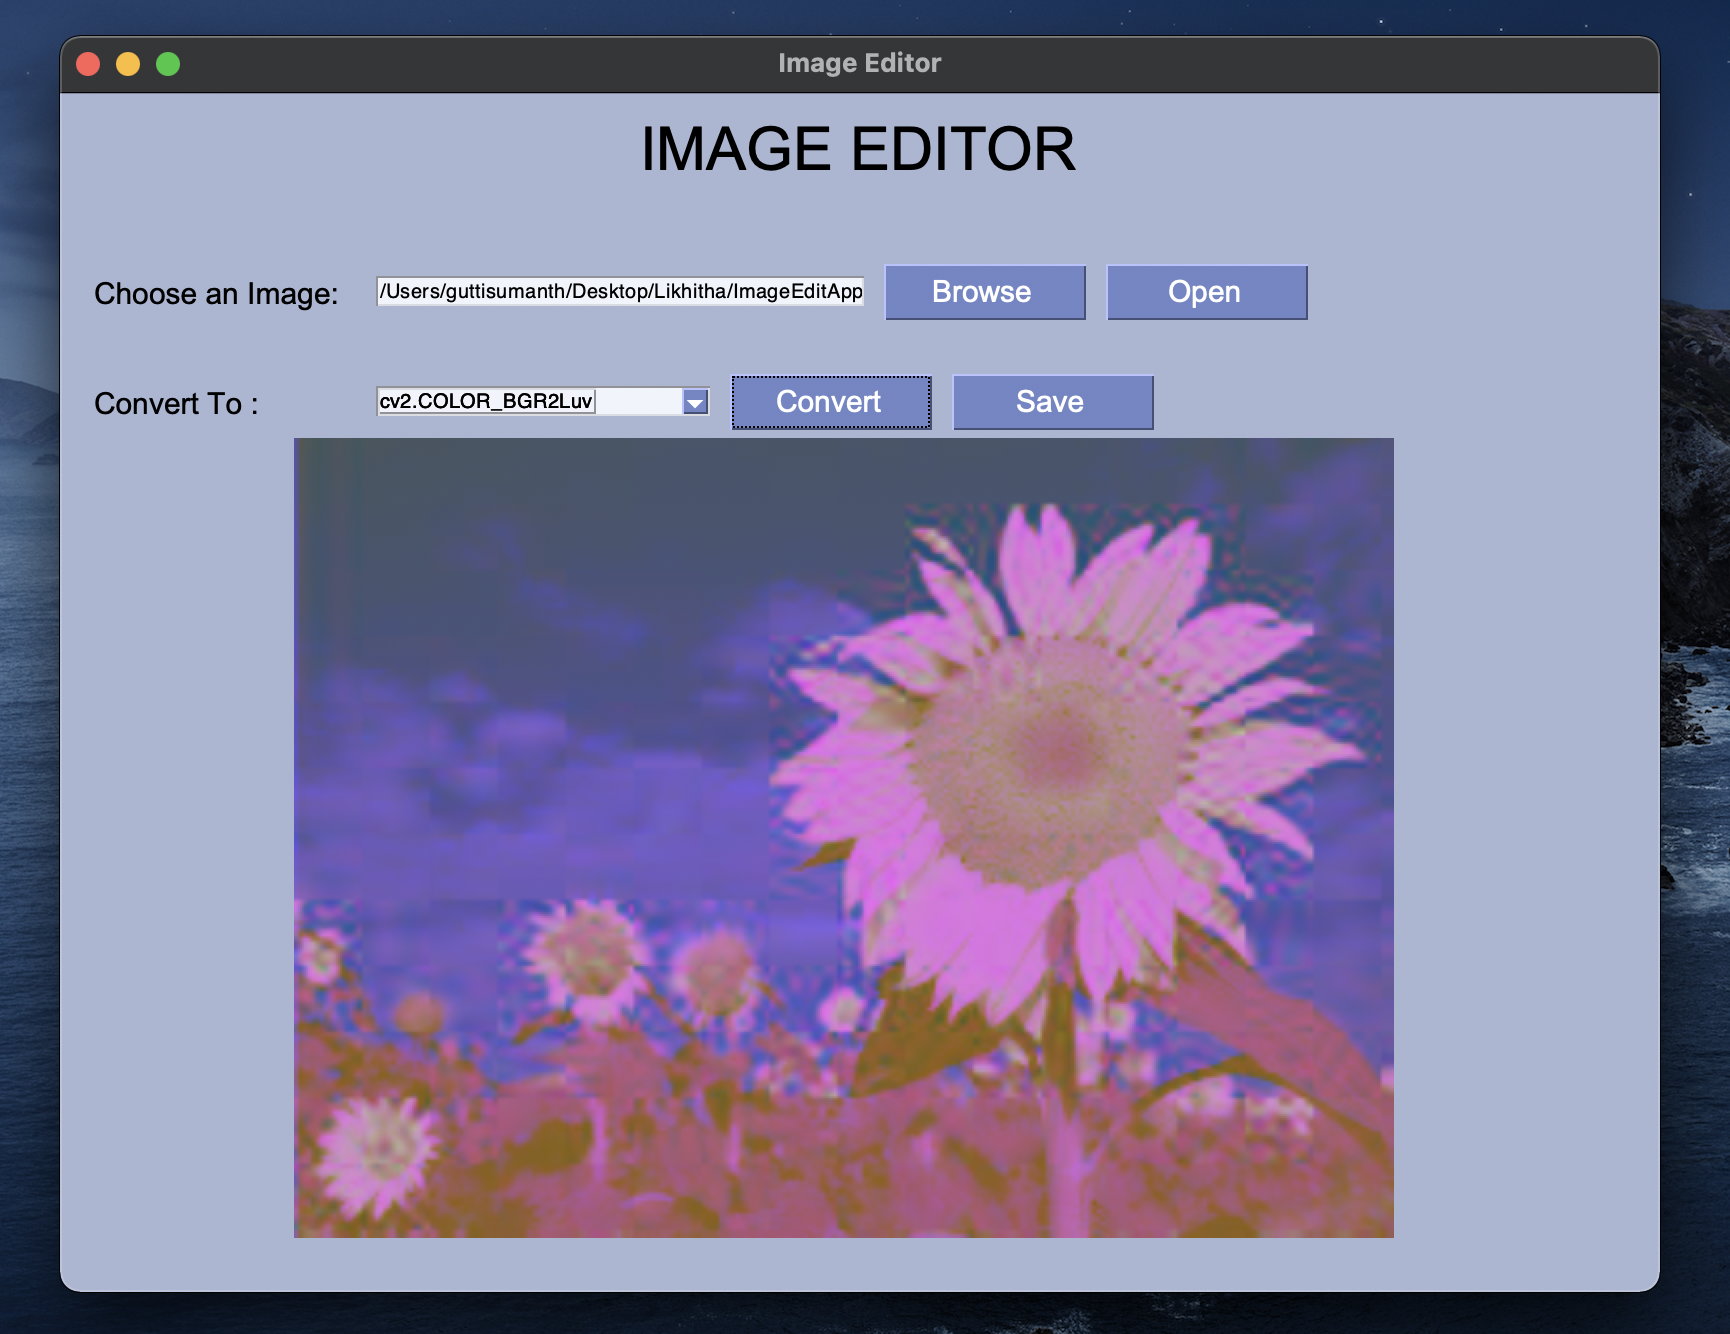 Image Editor
IMAGE EDITOR
Choose an Image: /Users/guttisumanth/Desktop/Likhitha/ImageEditApp Browse Open
Convert To : cv2.COLOR_BGR2Luv Convert Save